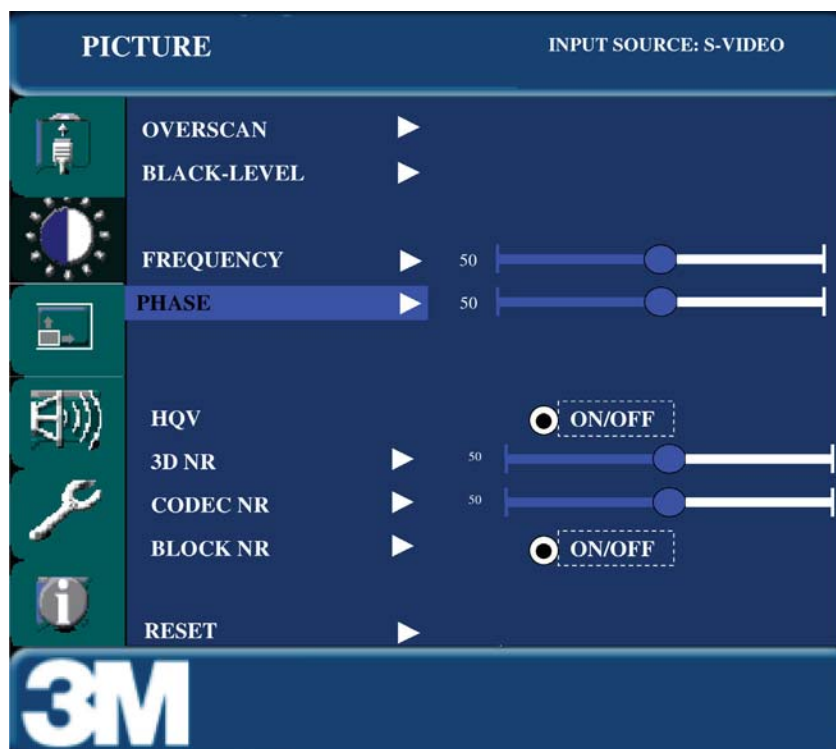 PICTURE INPUT SOURCE: S-VIDEO
OVERSCAN
BLACK-LEVEL
FREQUENCY 50
PHASE 50
HQV ON/OFF
3D NR 50
CODEC NR 50
BLOCK NR ON/OFF
RESET
3M